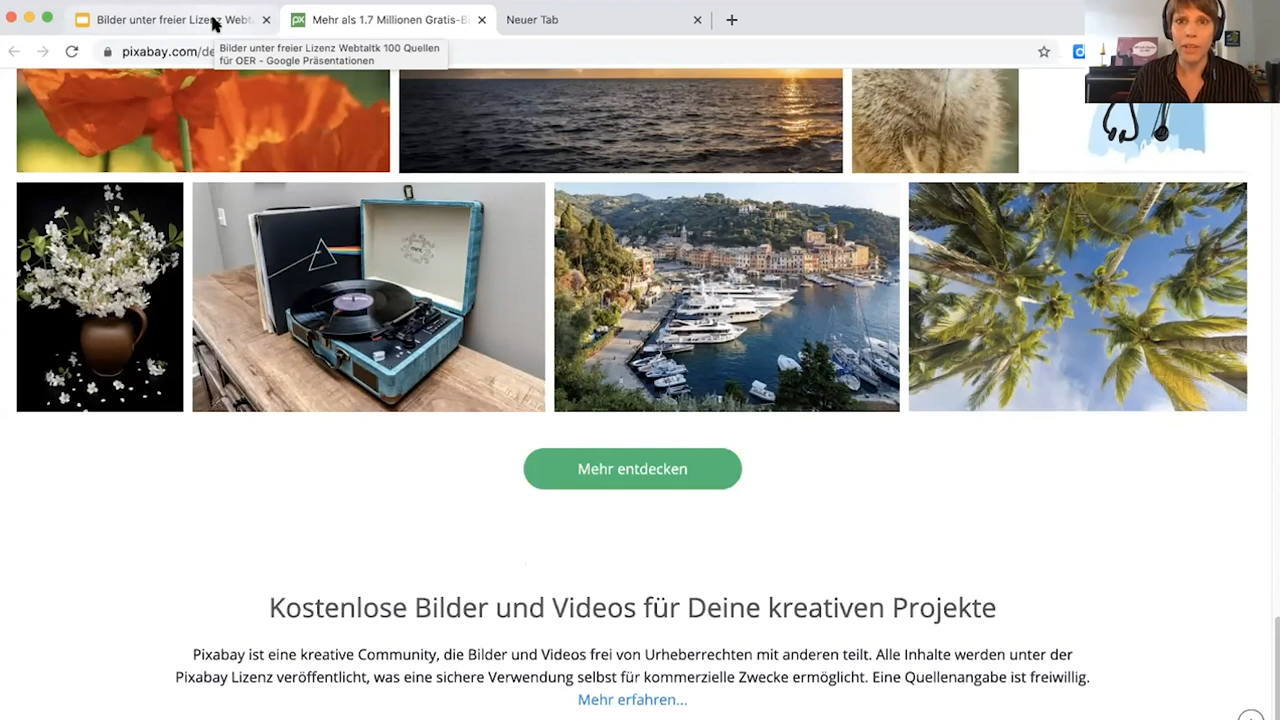 Bilder unter freier Lizenz Webta
Mehr als 1.7 Millionen Gratis-Bi
Neuer Tab
pixabay.com/de
Bilder unter freier Lizenz Webtaltk 100 Quellen
für OER - Google Präsentationen
Mehr entdecken
Kostenlose Bilder und Videos für Deine kreativen Projekte
Pixabay ist eine kreative Community, die Bilder und Videos frei von Urheberrechten mit anderen teilt. Alle Inhalte werden unter der
Pixabay Lizenz veröffentlicht, was eine sichere Verwendung selbst für kommerzielle Zwecke ermöglicht. Eine Quellenangabe ist freiwillig.
Mehr erfahren...